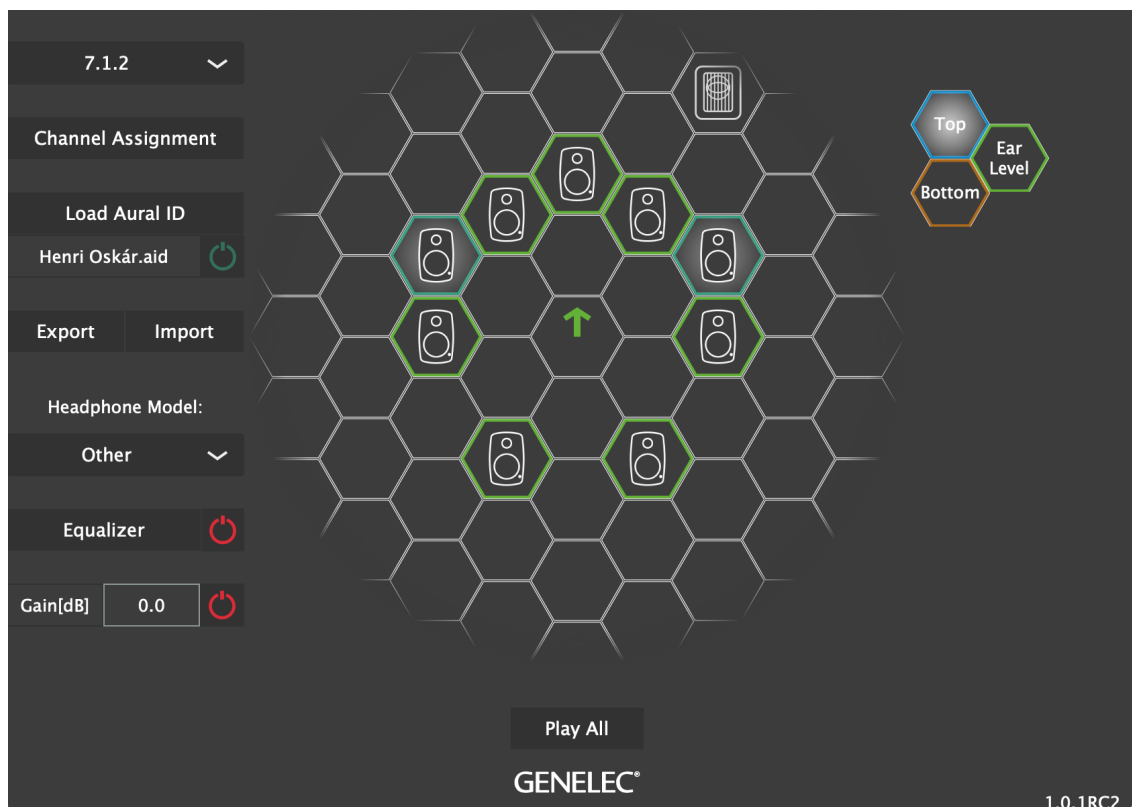 7.1.2
Channel Assignment
Load Aural ID
Henri Oskár.aid
Export Import
Headphone Model:
Other
Equalizer
Gain[dB] 0.0
Top
Ear
Level
Bottom
Play All
GENELEC®
1.0.1RC2